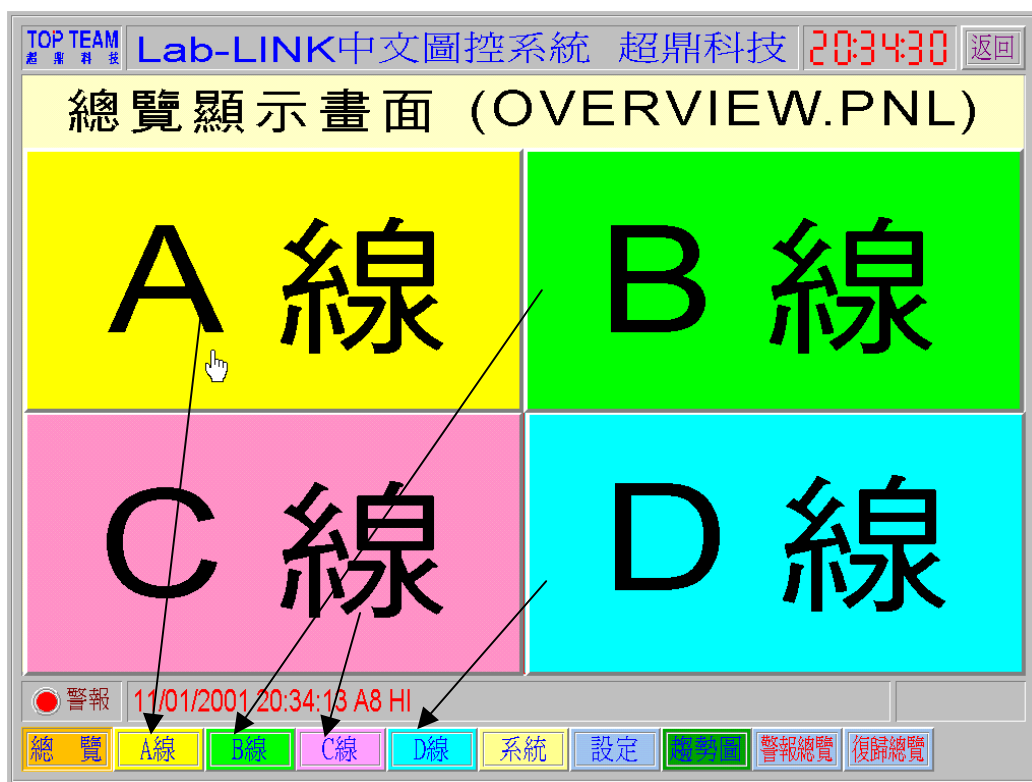 TOP TEAM
超鼎科技
Lab-LINK中文圖控系統 超鼎科技
20:34:30
返回
總覽顯示畫面 (OVERVIEW.PNL)
A 線
B 線
C 線
D 線
警報
11/01/2001 20:34:13 A8 HI
總 覽
A線
B線
C線
D線
系統
設定
趨勢圖
警報總覽
復歸總覽